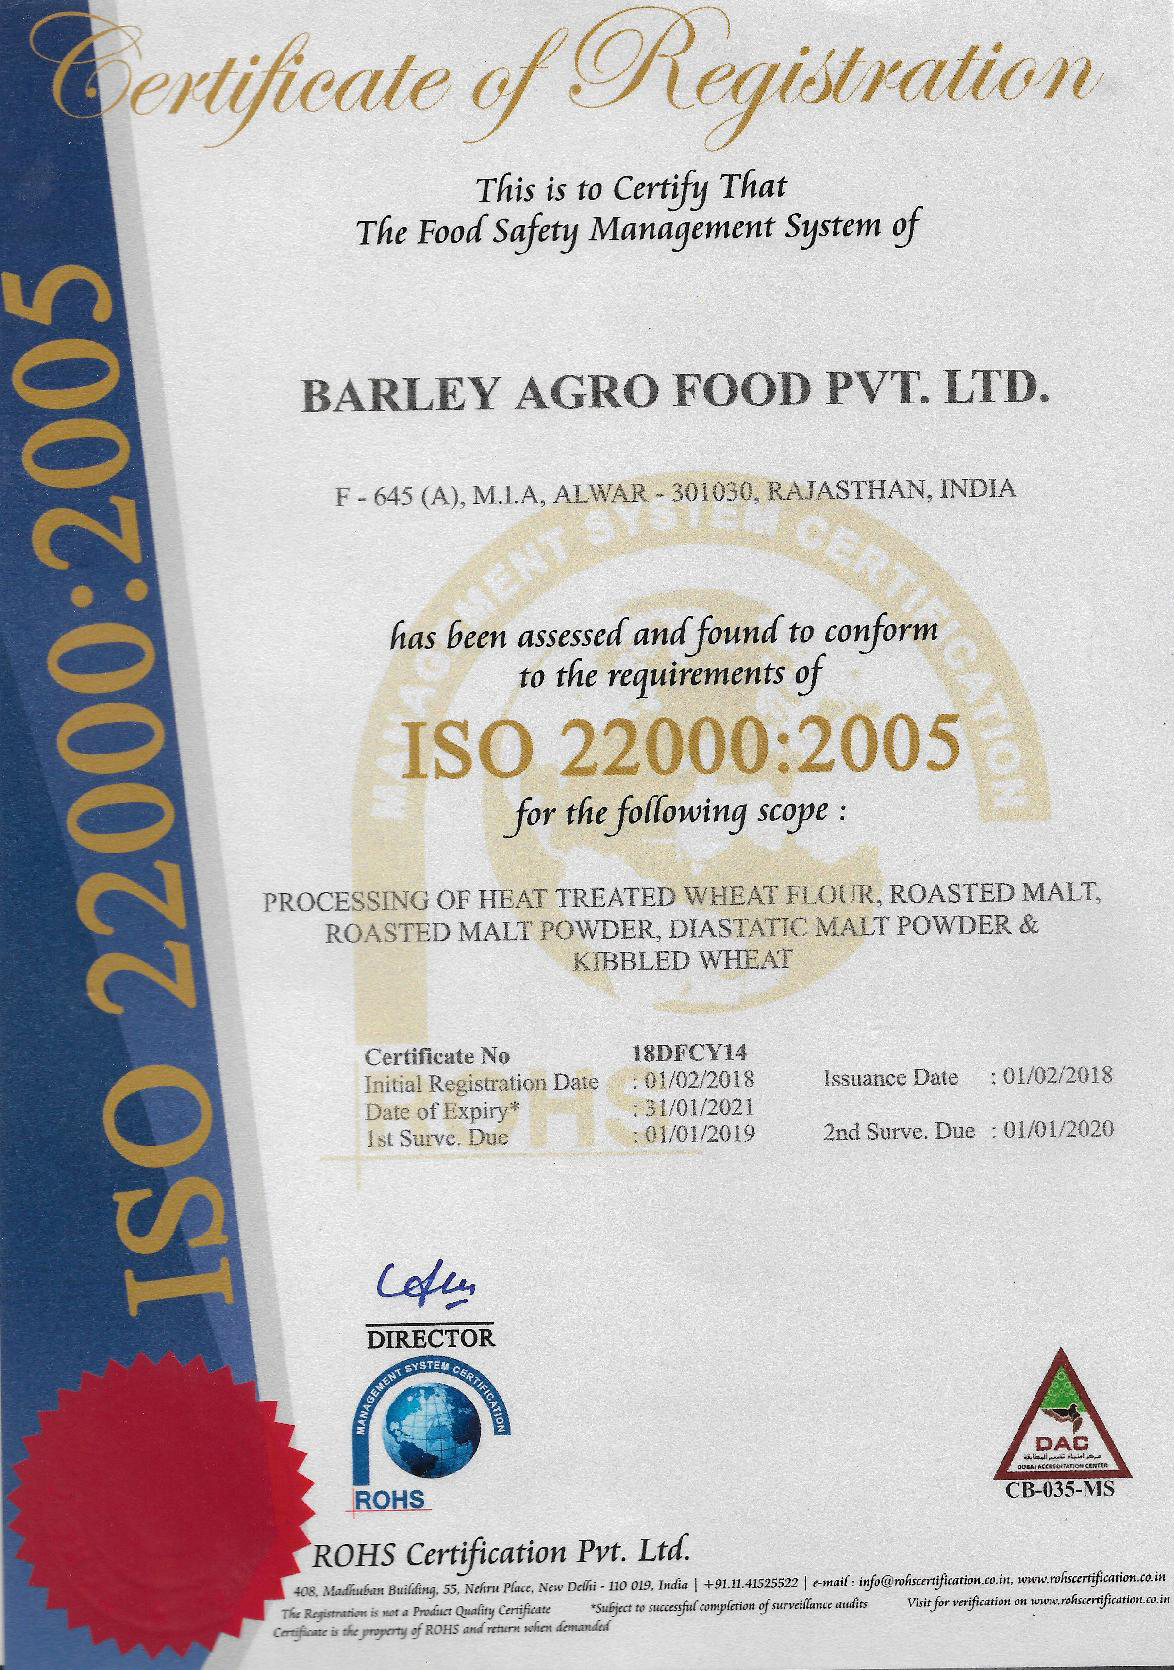 Certificate of Registration
This is to Certify That
The Food Safety Management System of
BARLEY AGRO FOOD PVT. LTD.
F - 645 (A), M.I.A, ALWAR - 301030, RAJASTHAN, INDIA
MANAGEMENT SYSTEM CERTIFICATION
has been assessed and found to conform
to the requirements of
ISO 22000:2005
for the following scope :
PROCESSING OF HEAT TREATED WHEAT FLOUR, ROASTED MALT,
ROASTED MALT POWDER, DIASTATIC MALT POWDER &
KIBBLED WHEAT
ROHS
Certificate No 18DFCY14
Initial Registration Date : 01/02/2018 Issuance Date : 01/02/2018
Date of Expiry* : 31/01/2021
1st Surve. Due : 01/01/2019 2nd Surve. Due : 01/01/2020
ISO 22000:2005
DIRECTOR
MANAGEMENT SYSTEM CERTIFICATION
ROHS
DAC
DUBAI ACCREDITATION CENTER
CB-035-MS
ROHS Certification Pvt. Ltd.
408, Madhuban Building, 55, Nehru Place, New Delhi - 110 019, India | +91.11.41525522 | e-mail : info@rohscertification.co.in, www.rohscertification.co.in
The Registration is not a Product Quality Certificate *Subject to successful completion of surveillance audits Visit for verification on www.rohscertification.co.in
Certificate is the property of ROHS and return when demanded